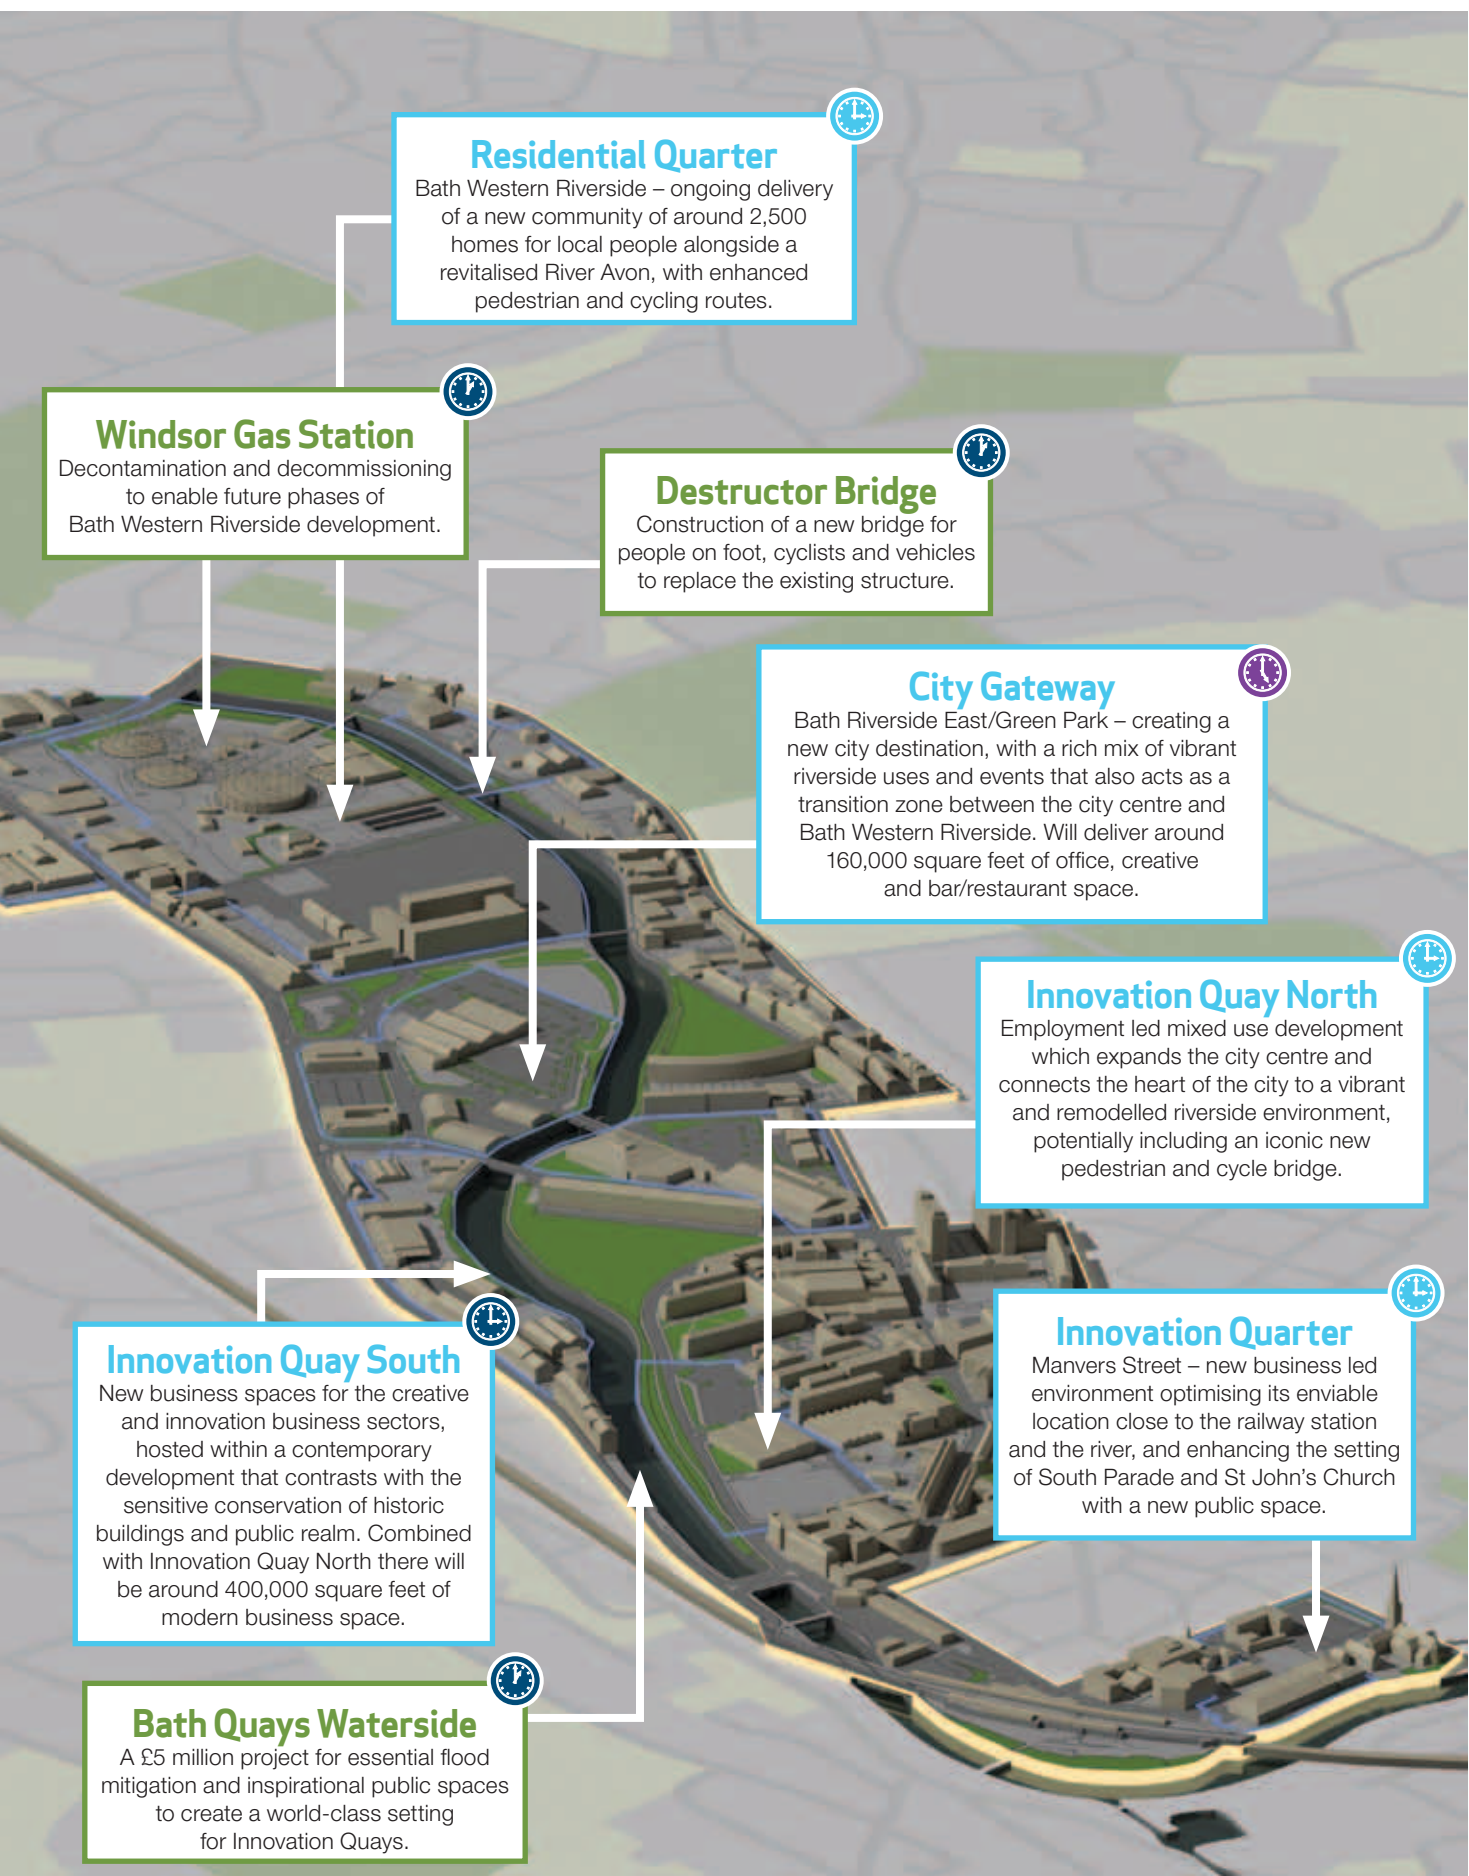 Residential Quarter
Bath Western Riverside – ongoing delivery
of a new community of around 2,500
homes for local people alongside a
revitalised River Avon, with enhanced
pedestrian and cycling routes.
Windsor Gas Station
Decontamination and decommissioning
to enable future phases of
Bath Western Riverside development.
Destructor Bridge
Construction of a new bridge for
people on foot, cyclists and vehicles
to replace the existing structure.
City Gateway
Bath Riverside East/Green Park – creating a
new city destination, with a rich mix of vibrant
riverside uses and events that also acts as a
transition zone between the city centre and
Bath Western Riverside. Will deliver around
160,000 square feet of office, creative
and bar/restaurant space.
Innovation Quay North
Employment led mixed use development
which expands the city centre and
connects the heart of the city to a vibrant
and remodelled riverside environment,
potentially including an iconic new
pedestrian and cycle bridge.
Innovation Quarter
Manvers Street – new business led
environment optimising its enviable
location close to the railway station
and the river, and enhancing the setting
of South Parade and St John's Church
with a new public space.
Innovation Quay South
New business spaces for the creative
and innovation business sectors,
hosted within a contemporary
development that contrasts with the
sensitive conservation of historic
buildings and public realm. Combined
with Innovation Quay North there will
be around 400,000 square feet of
modern business space.
Bath Quays Waterside
A £5 million project for essential flood
mitigation and inspirational public spaces
to create a world-class setting
for Innovation Quays.